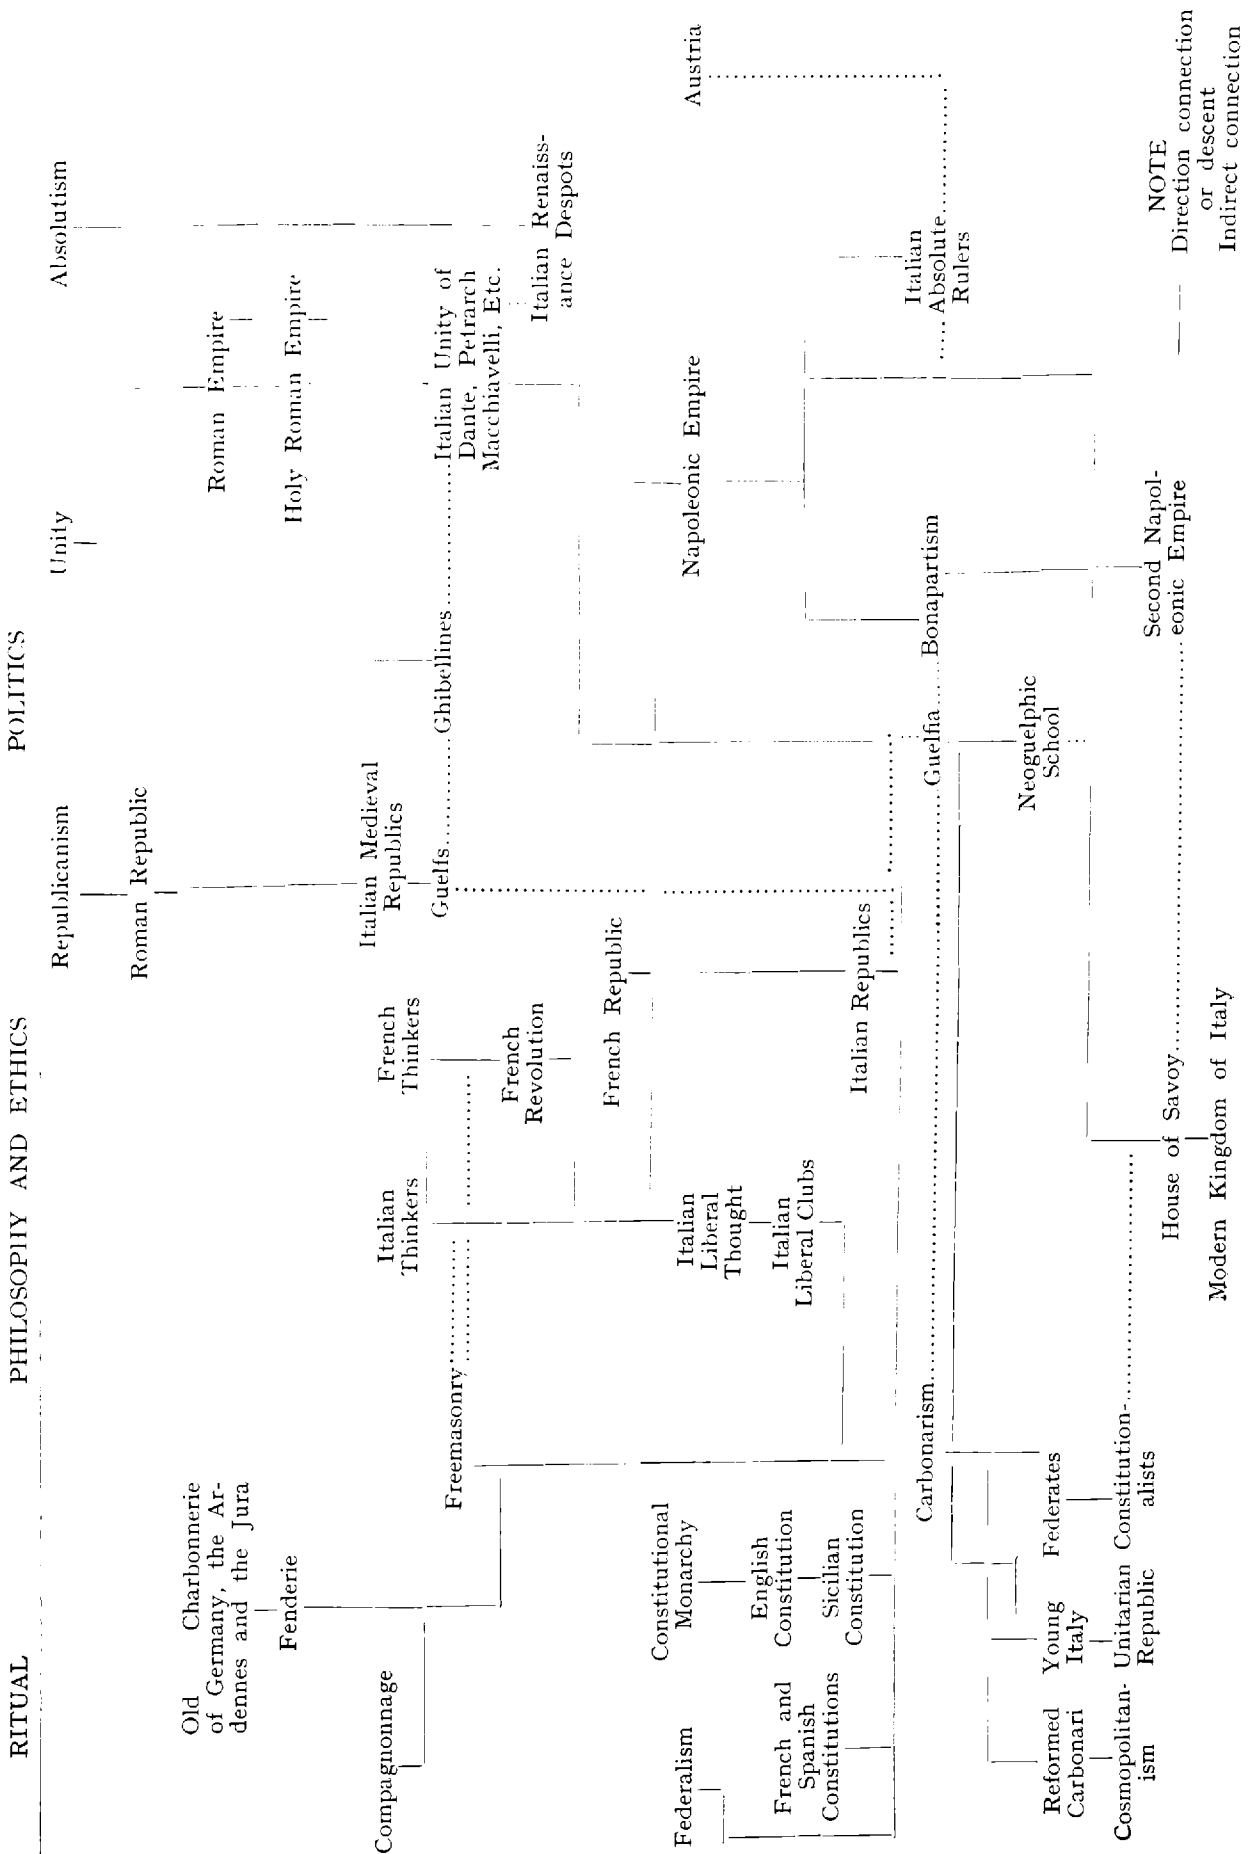 RITUAL
PHILOSOPHY AND ETHICS
POLITICS
Republicanism
Unity
Absolutism
Roman Republic
Old Charbonnerie
of Germany, the Ar-
dennes and the Jura
Roman Empire
Fenderie
Holy Roman Empire
Compagnonnage
Italian
Thinkers
French
Thinkers
Italian Medieval
Republics
Freemasonry
Guelfs
Ghibellines
Italian Unity of
Dante, Petrarch
Macchiavelli, Etc.
French
Revolution
Italian Renaiss-
ance Despots
French Republic
Federalism
Constitutional
Monarchy
Italian
Liberal
Thought
Napoleonic Empire
Austria
French and
Spanish
Constitutions
English
Constitution
Sicilian
Constitution
Italian
Liberal Clubs
Italian Republics
Carbonarism
Guelfia
Bonapartism
Italian
Absolute
Rulers
Reformed
Carbonari
Young
Italy
Federates
Neoguelphic
School
Cosmopolitan-
ism
Unitarian
Republic
Constitution-
alists
House of Savoy
Second Napol-
eonic Empire
Modern Kingdom of Italy
NOTE
Direction connection
or descent
Indirect connection